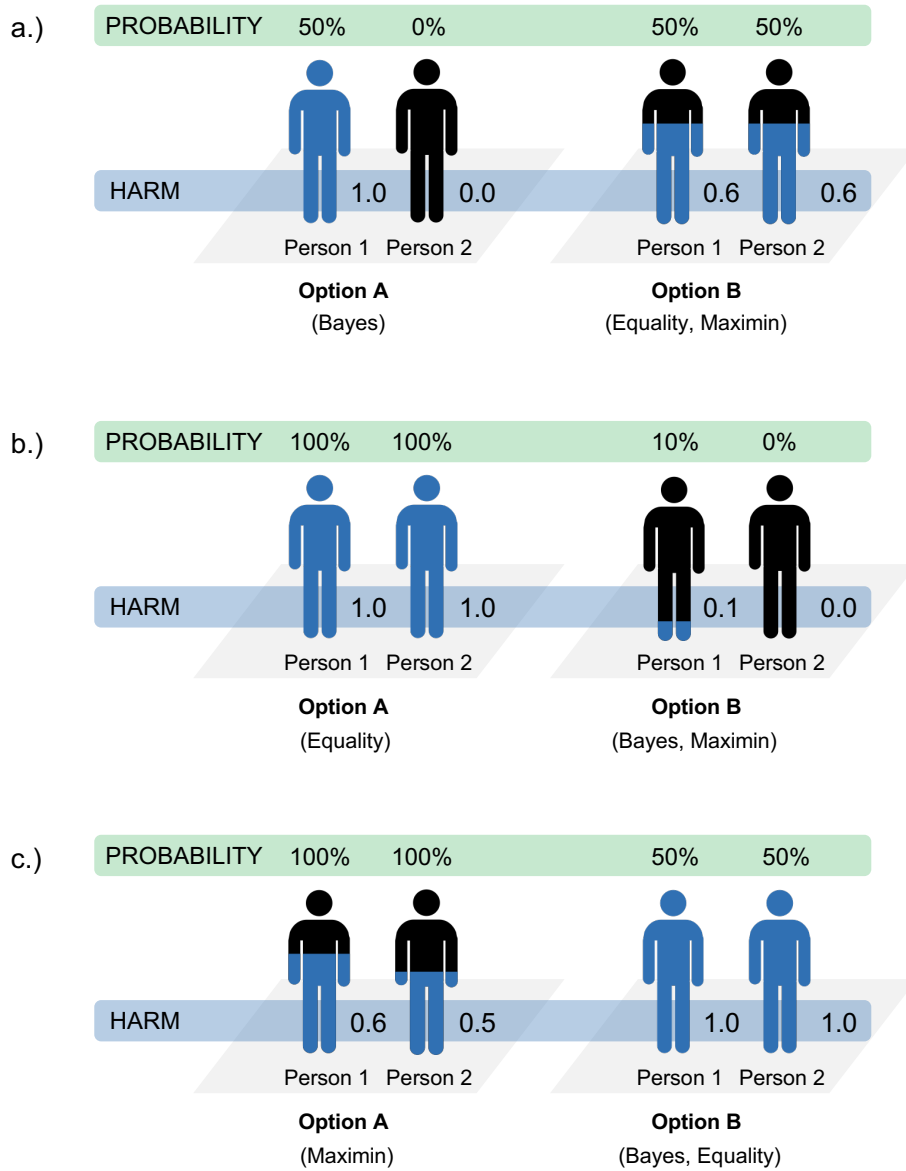 a.)
PROBABILITY 50% 0% 50% 50%
HARM 1.0 0.0 0.6 0.6
Person 1 Person 2 Person 1 Person 2
Option A Option B
(Bayes) (Equality, Maximin)
b.)
PROBABILITY 100% 100% 10% 0%
HARM 1.0 1.0 0.1 0.0
Person 1 Person 2 Person 1 Person 2
Option A Option B
(Equality) (Bayes, Maximin)
c.)
PROBABILITY 100% 100% 50% 50%
HARM 0.6 0.5 1.0 1.0
Person 1 Person 2 Person 1 Person 2
Option A Option B
(Maximin) (Bayes, Equality)